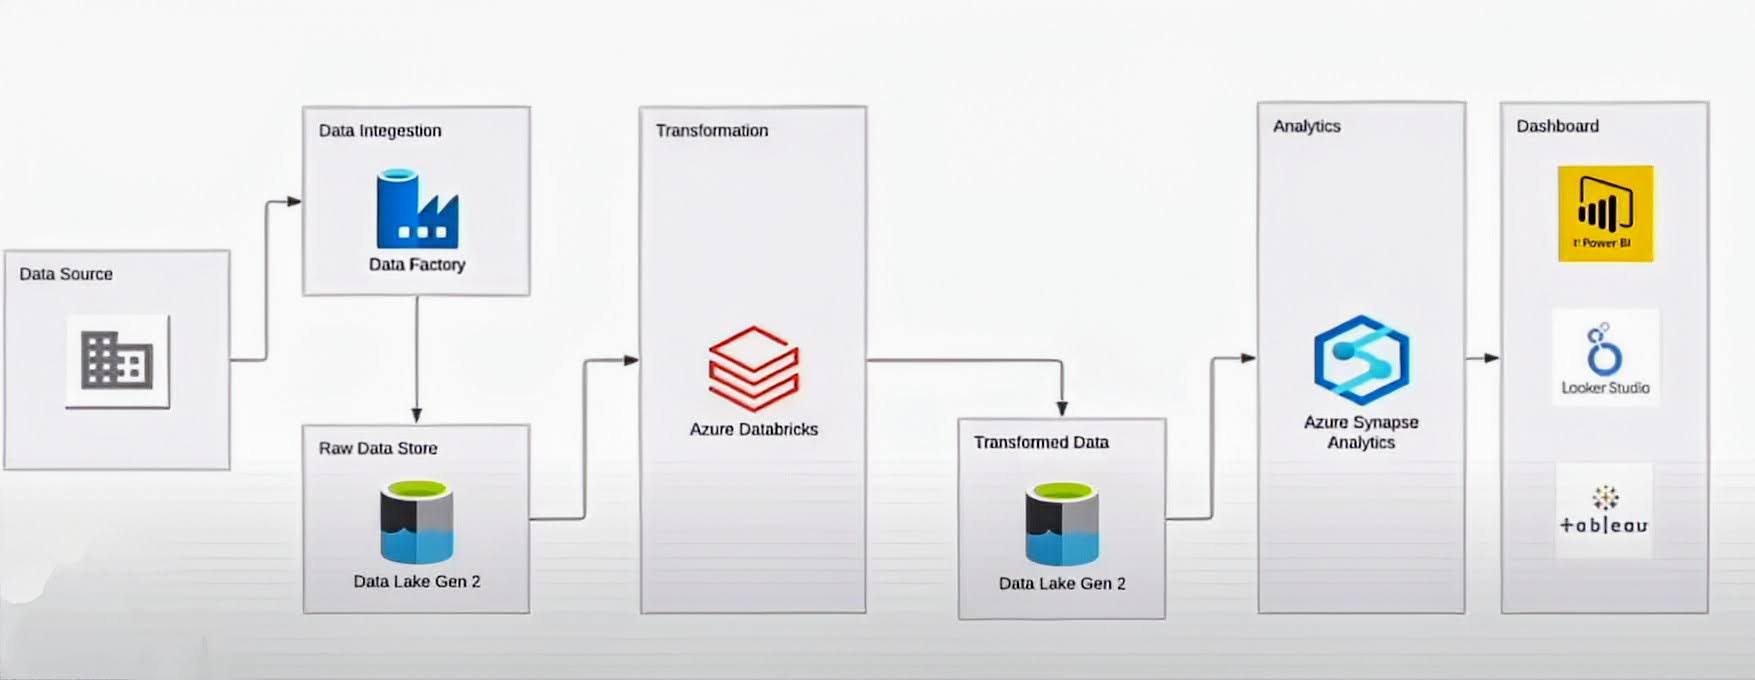 Data Source
Data Integestion
Data Factory
Raw Data Store
Data Lake Gen 2
Transformation
Azure Databricks
Transformed Data
Data Lake Gen 2
Analytics
Azure Synapse
Analytics
Dashboard
Power BI
Looker Studio
+ableau